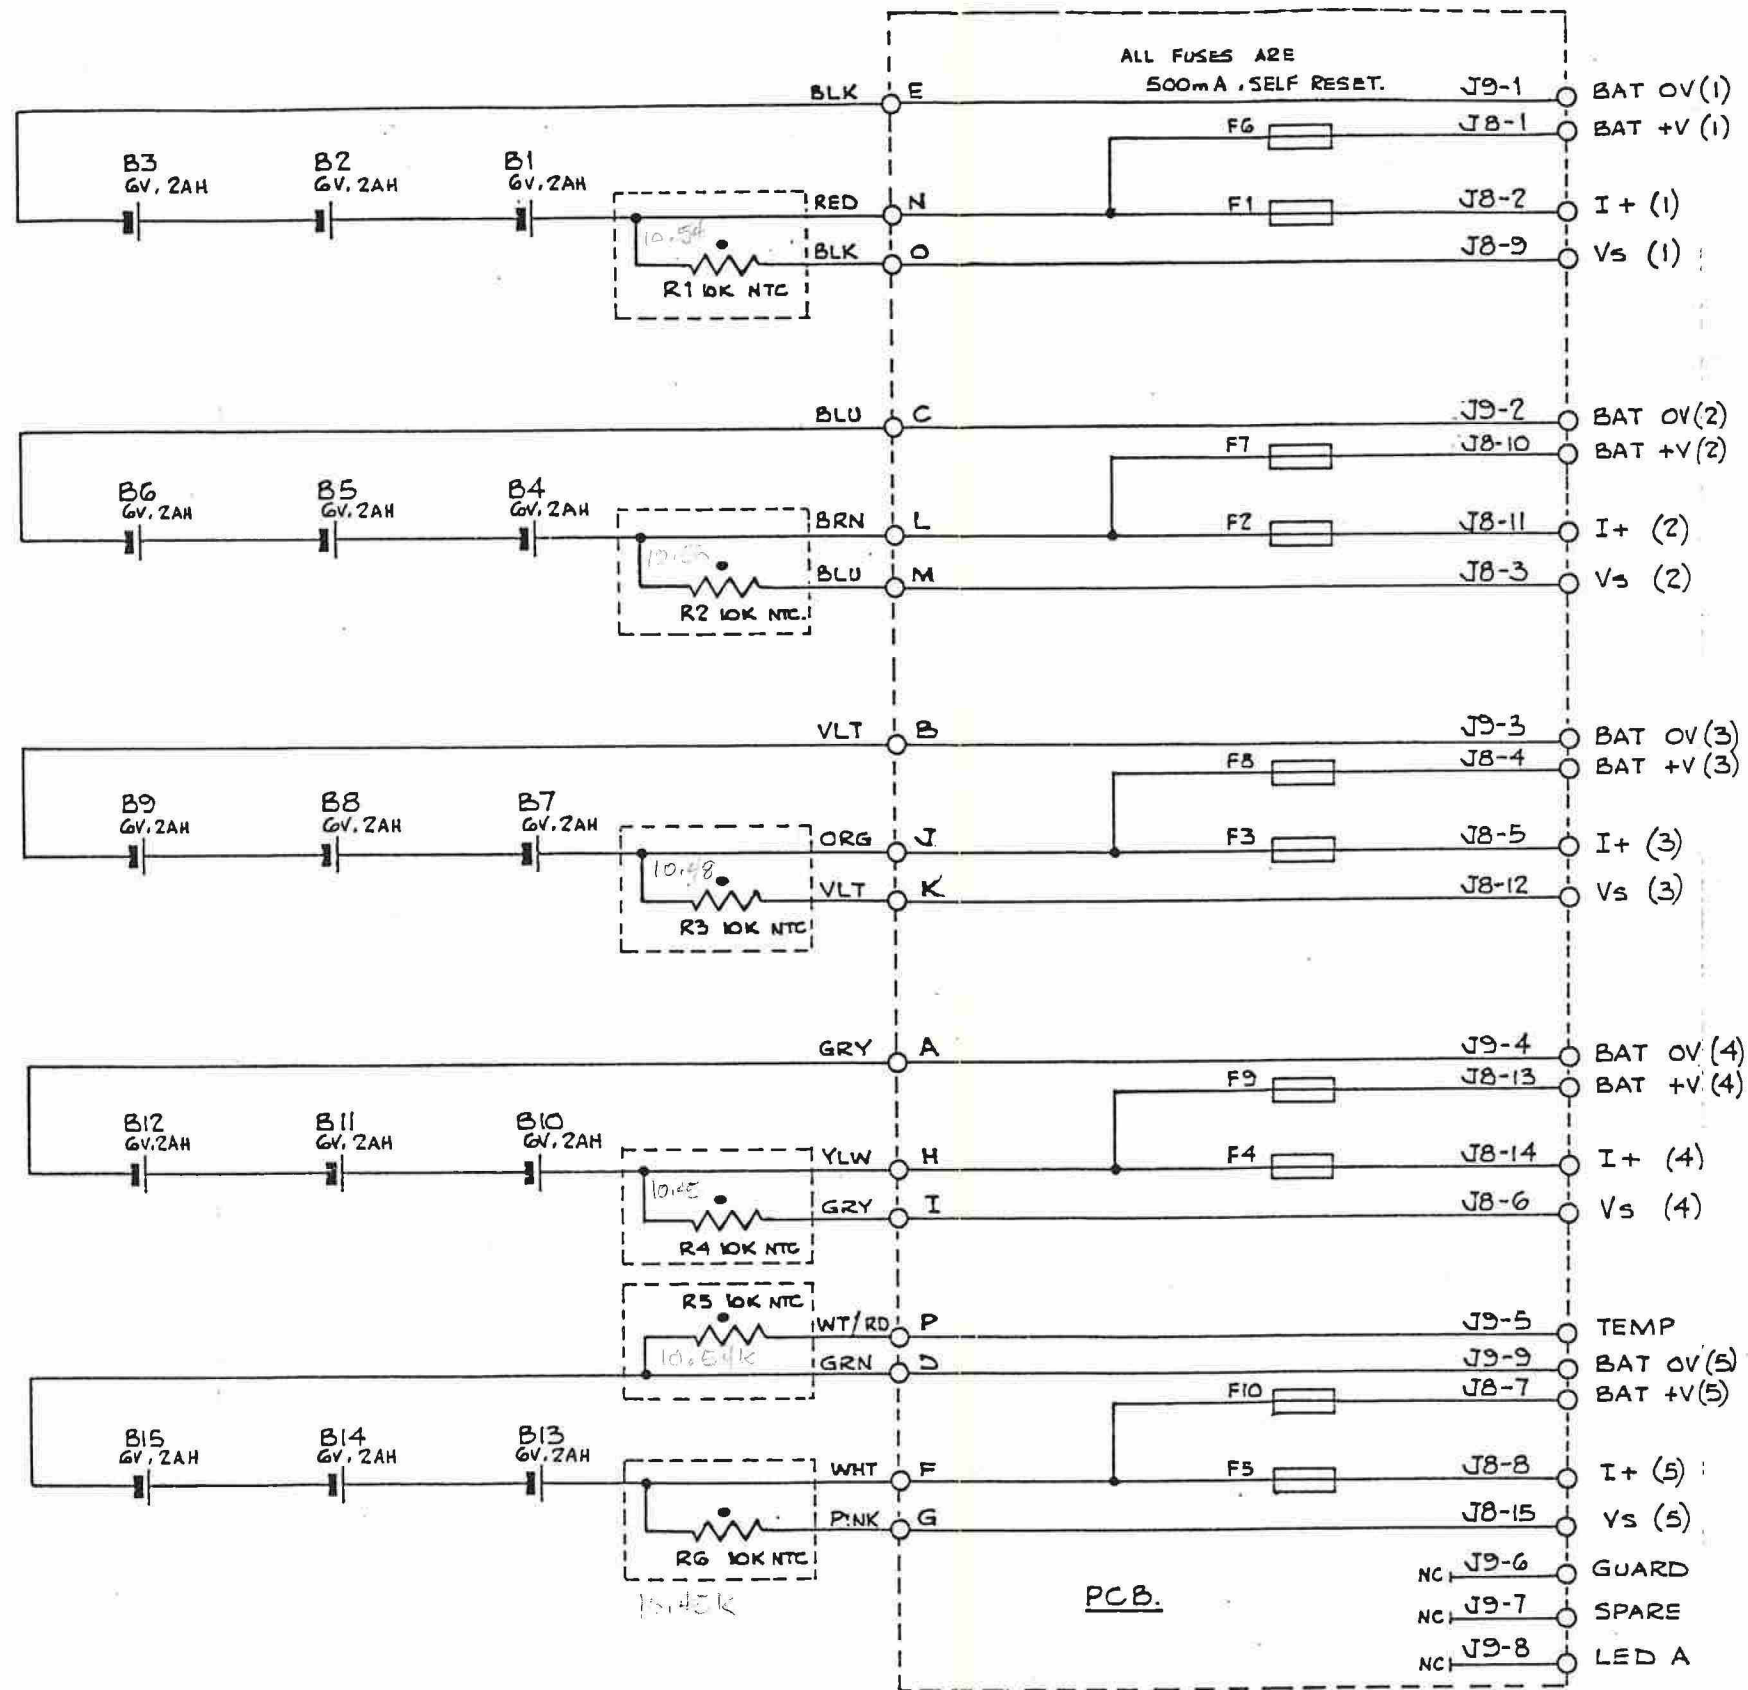 ALL FUSES ARE
500mA, SELF RESET.
BLK E J9-1 BAT 0V(1)
F6 J8-1 BAT +V (1)
B3 B2 B1
6V, 2AH 6V, 2AH 6V, 2AH
RED N F1 J8-2 I+ (1)
10.54
BLK O J8-9 Vs (1)
R1 10K NTC
BLU C J9-2 BAT 0V(2)
F7 J8-10 BAT +V(2)
B6 B5 B4
6V, 2AH 6V, 2AH 6V, 2AH
BRN L F2 J8-11 I+ (2)
BLU M J8-3 Vs (2)
R2 10K NTC.
VLT B J9-3 BAT 0V(3)
F8 J8-4 BAT +V(3)
B9 B8 B7
6V, 2AH 6V, 2AH 6V, 2AH
ORG J F3 J8-5 I+ (3)
10.48
VLT K J8-12 Vs (3)
R3 10K NTC
GRY A J9-4 BAT 0V(4)
F9 J8-13 BAT +V(4)
B12 B11 B10
6V, 2AH 6V, 2AH 6V, 2AH
YLW H F4 J8-14 I+ (4)
GRY I J8-6 Vs (4)
R4 10K NTC
R5 10K NTC
WT/RD P J9-5 TEMP
10.54K
GRN D J9-9 BAT 0V(5)
F10 J8-7 BAT +V(5)
B15 B14 B13
6V, 2AH 6V, 2AH 6V, 2AH
WHT F F5 J8-8 I+ (5)
PINK G J8-15 Vs (5)
R6 10K NTC
NC J9-6 GUARD
PCB.
NC J9-7 SPARE
NC J9-8 LED A